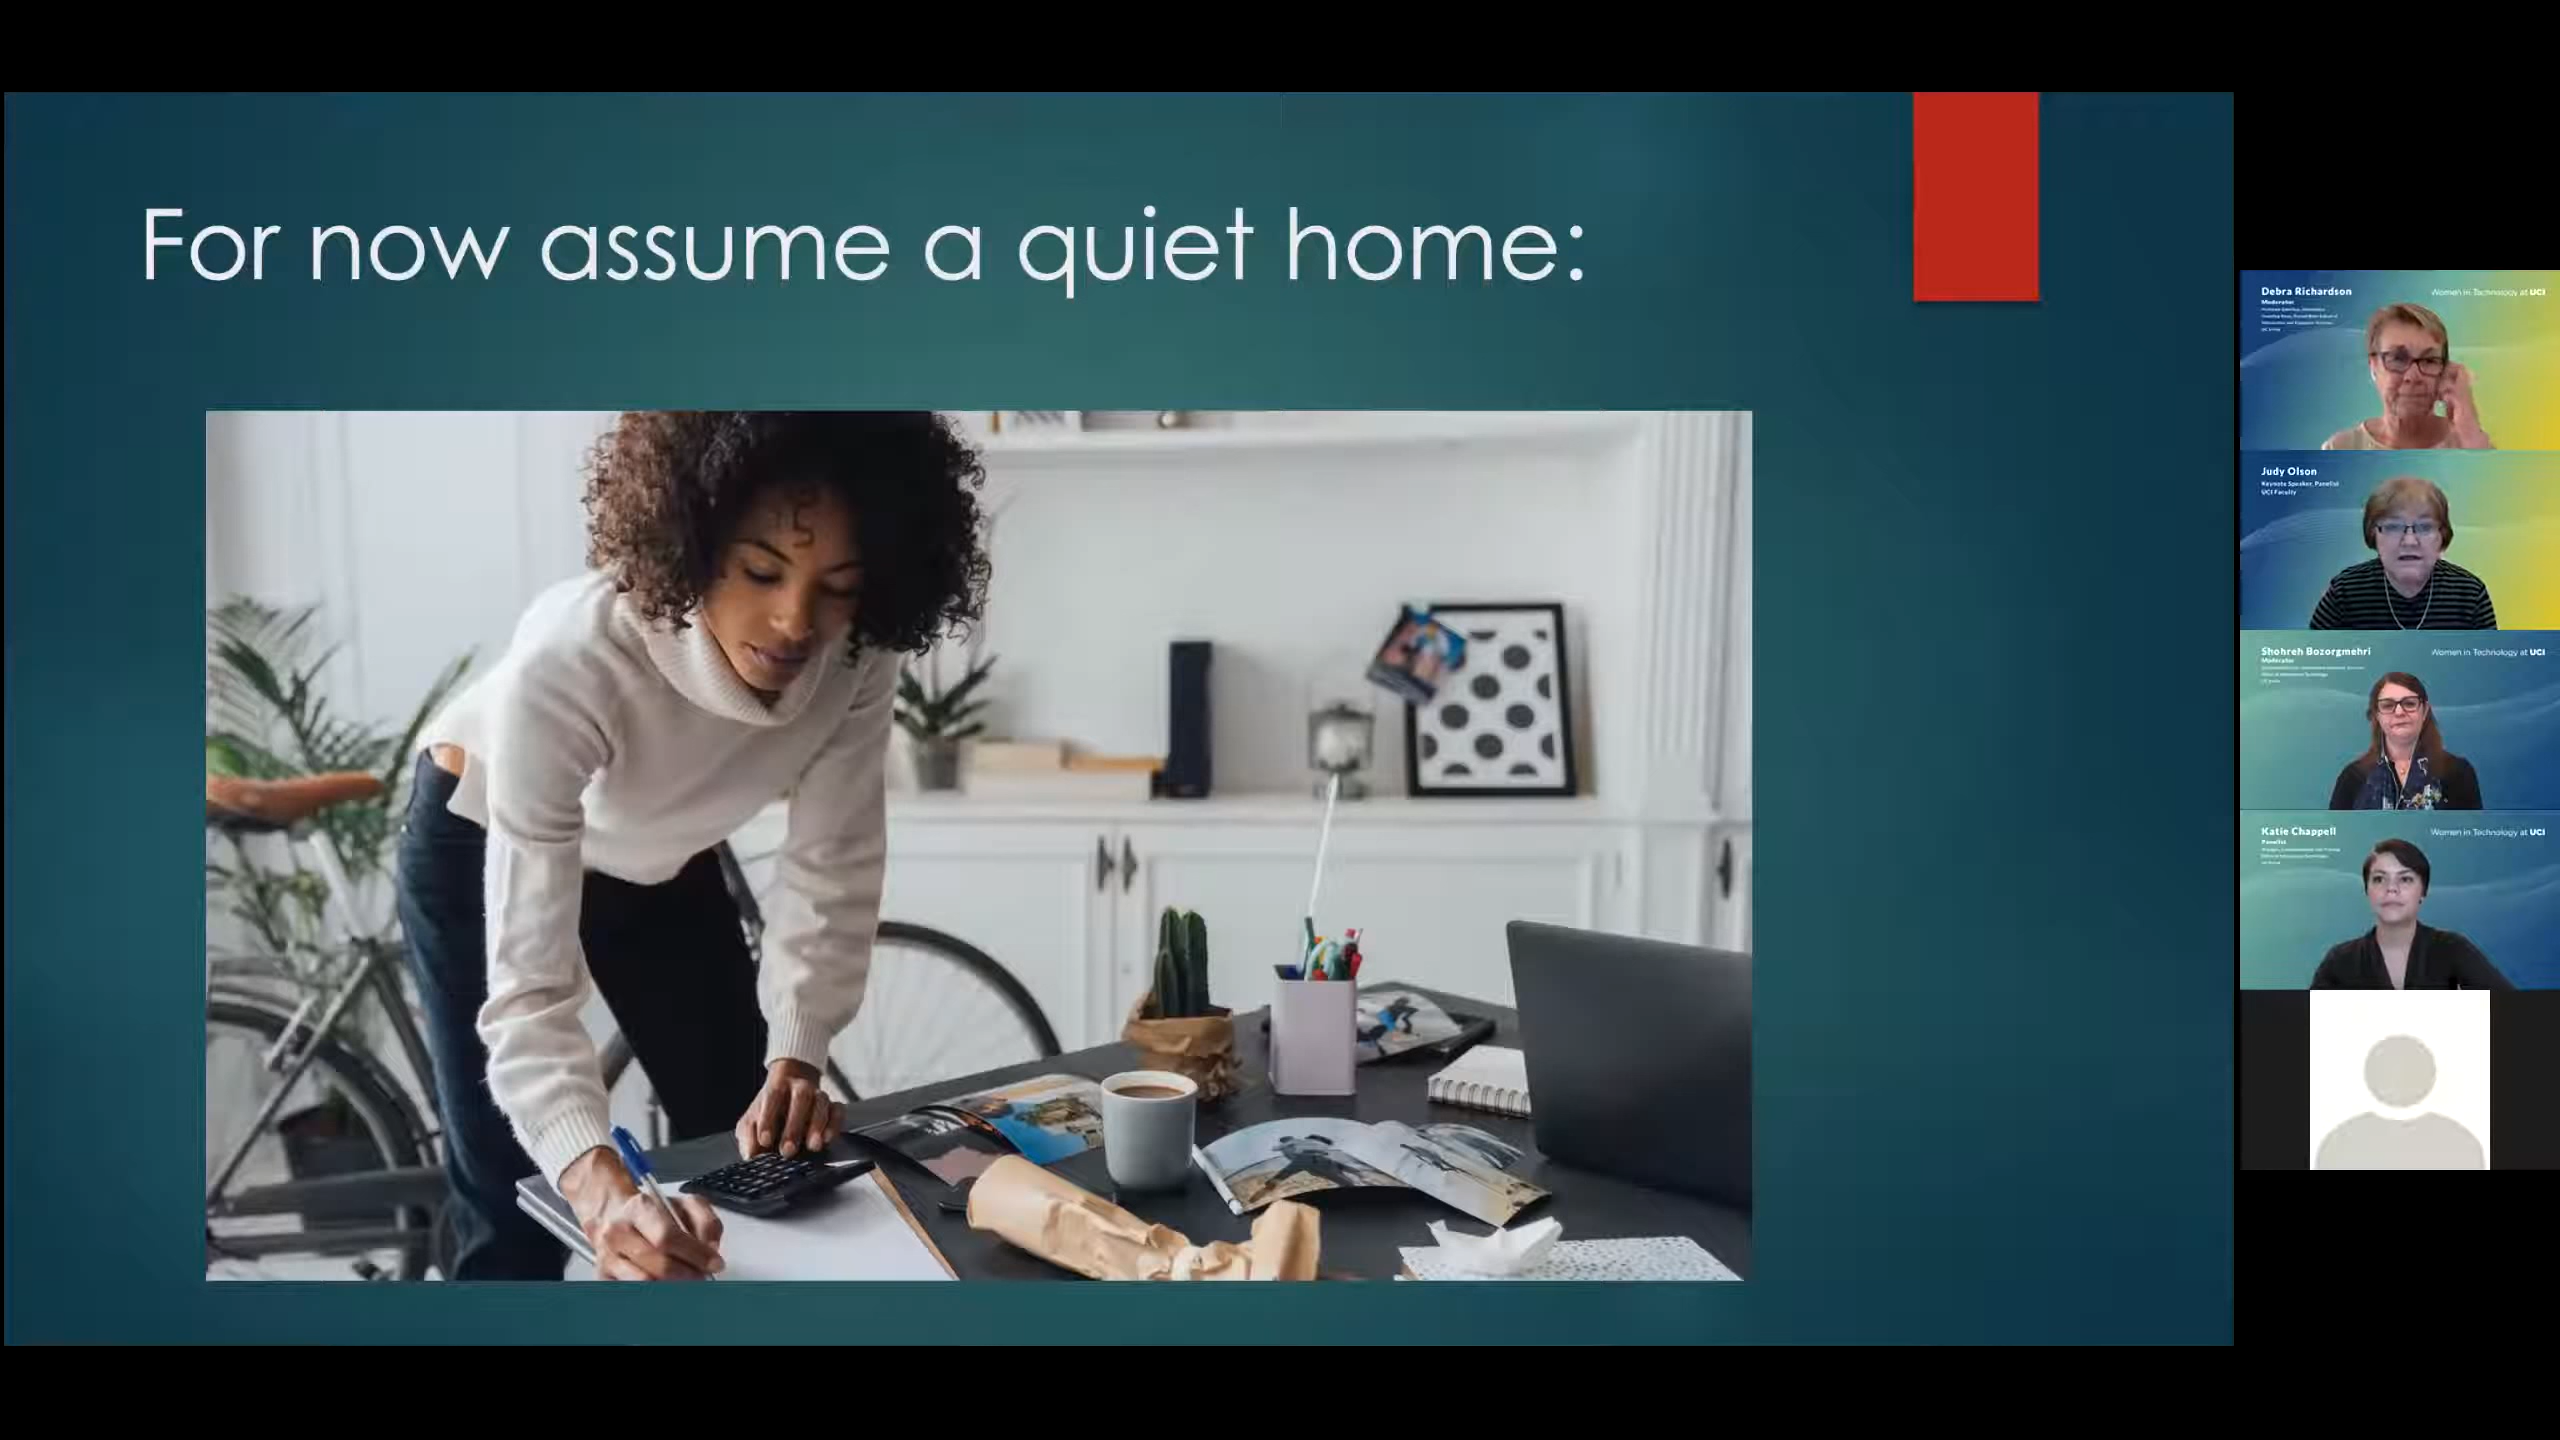 For now assume a quiet home:
Debra Richardson
Women in Technology at UCI
Moderator
Judy Olson
Keynote Speaker, Panelist
UCI Faculty
Shohreh Bozorgmehri
Women in Technology at UCI
Moderator
Katie Chappell
Women in Technology at UCI
Panelist